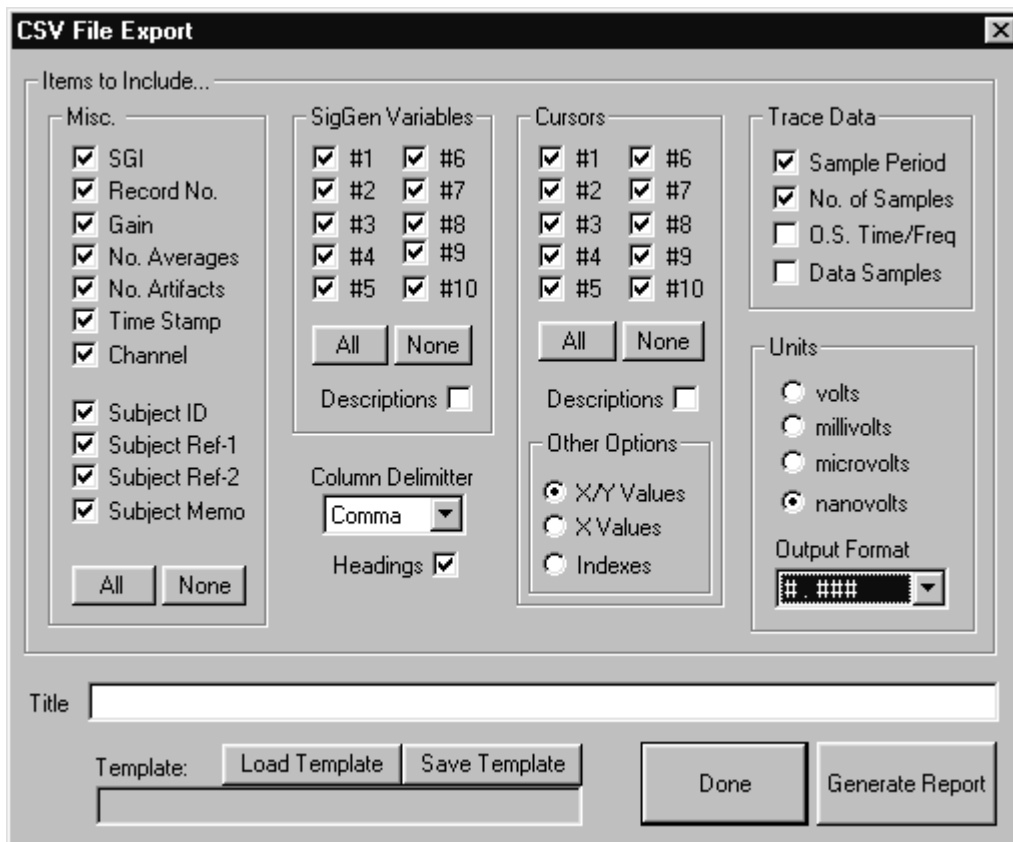 CSV File Export
Items to Include...
Misc.
SGI
Record No.
Gain
No. Averages
No. Artifacts
Time Stamp
Channel
Subject ID
Subject Ref-1
Subject Ref-2
Subject Memo
All None
SigGen Variables
#1 #6
#2 #7
#3 #8
#4 #9
#5 #10
All None
Descriptions
Column Delimitter
Comma
Headings
Cursors
#1 #6
#2 #7
#3 #8
#4 #9
#5 #10
All None
Descriptions
Other Options
X/Y Values
X Values
Indexes
Trace Data
Sample Period
No. of Samples
O.S. Time/Freq
Data Samples
Units
volts
millivolts
microvolts
nanovolts
Output Format
# . ###
Title
Template: Load Template Save Template
Done
Generate Report